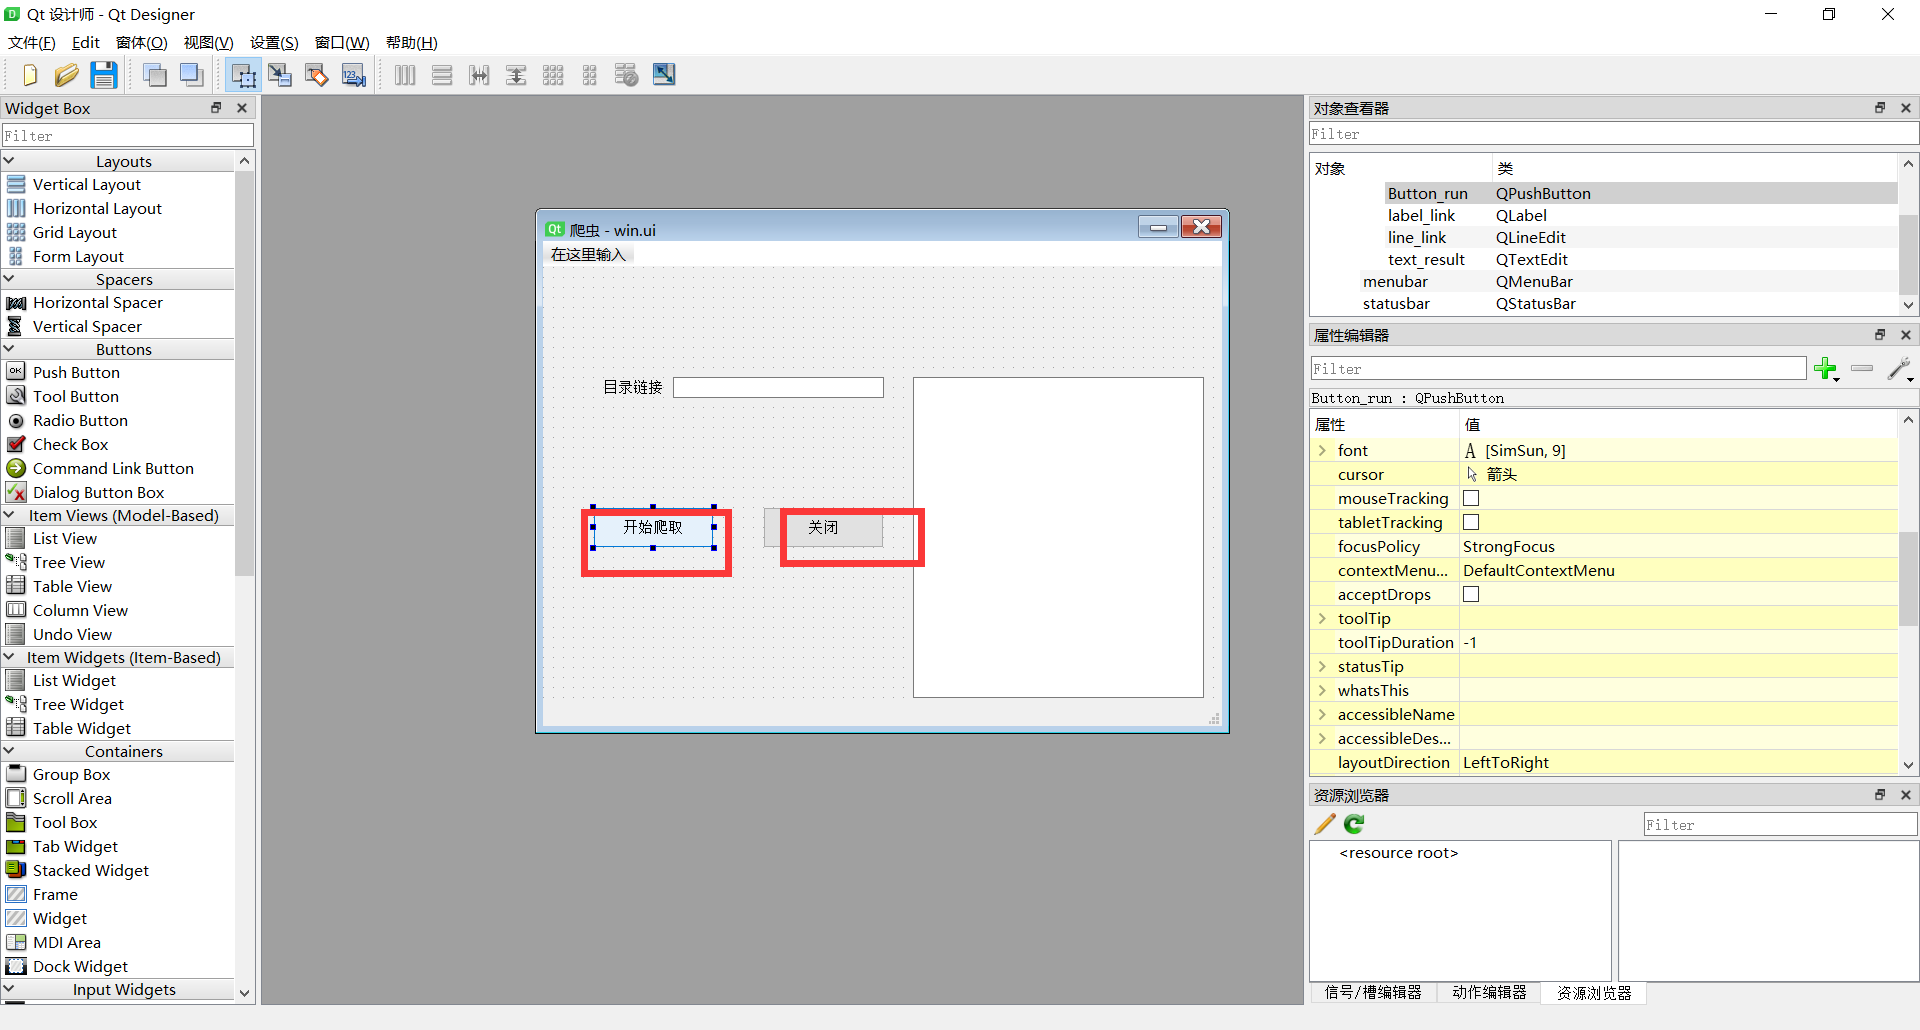 Qt 设计师 - Qt Designer
文件(F) Edit 窗体(O) 视图(V) 设置(S) 窗口(W) 帮助(H)
Widget Box
Filter
Layouts
Vertical Layout
Horizontal Layout
Grid Layout
Form Layout
Spacers
Horizontal Spacer
Vertical Spacer
Buttons
Push Button
Tool Button
Radio Button
Check Box
Command Link Button
Dialog Button Box
Item Views (Model-Based)
List View
Tree View
Table View
Column View
Undo View
Item Widgets (Item-Based)
List Widget
Tree Widget
Table Widget
Containers
Group Box
Scroll Area
Tool Box
Tab Widget
Stacked Widget
Frame
Widget
MDI Area
Dock Widget
Input Widgets
Qt 爬虫 - win.ui
在这里输入
目录链接
开始爬取 关闭
对象查看器
Filter
对象 类
Button_run QPushButton
label_link QLabel
line_link QLineEdit
text_result QTextEdit
menubar QMenuBar
statusbar QStatusBar
属性编辑器
Filter
Button_run : QPushButton
属性 值
font A [SimSun, 9]
cursor 箭头
mouseTracking
tabletTracking
focusPolicy StrongFocus
contextMenu... DefaultContextMenu
acceptDrops
toolTip
toolTipDuration -1
statusTip
whatsThis
accessibleName
accessibleDes...
layoutDirection LeftToRight
资源浏览器
Filter
<resource root>
信号/槽编辑器 动作编辑器 资源浏览器